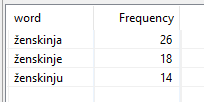 word Frequency
ženskinja 26
ženskinje 18
ženskinju 14